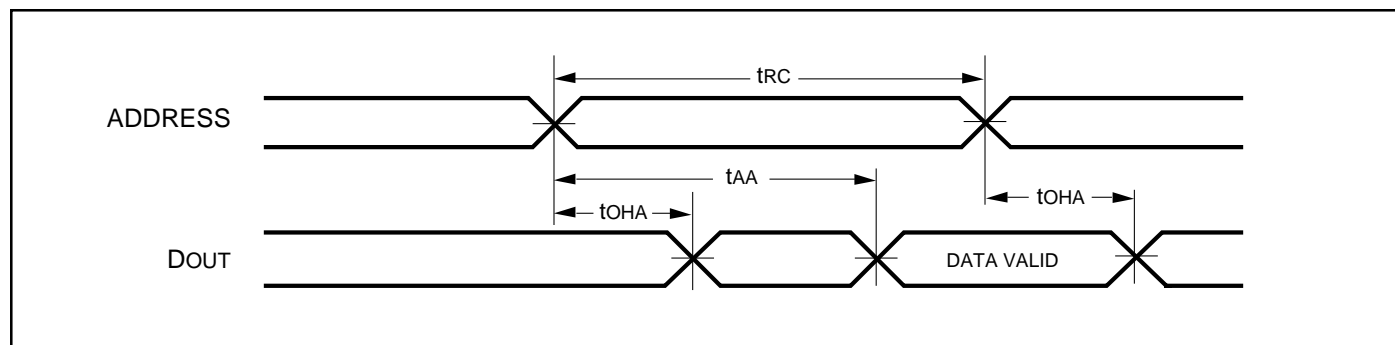 tRC
ADDRESS
tAA
tOHA
tOHA
DOUT
DATA VALID